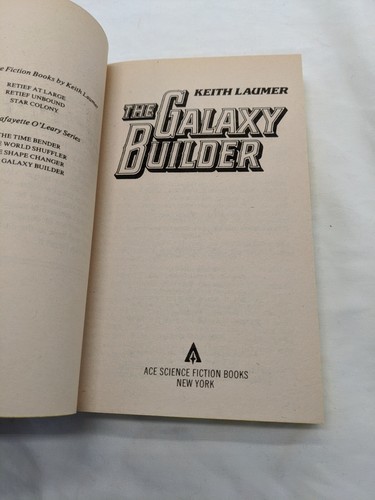 e Fiction Books by Keith Laumer
RETIEF AT LARGE
RETIEF UNBOUND
STAR COLONY
afayette O'Leary Series
THE TIME BENDER
E WORLD SHUFFLER
E SHAPE CHANGER
GALAXY BUILDER
KEITH LAUMER
THE GALAXY
BUILDER
ACE SCIENCE FICTION BOOKS
NEW YORK